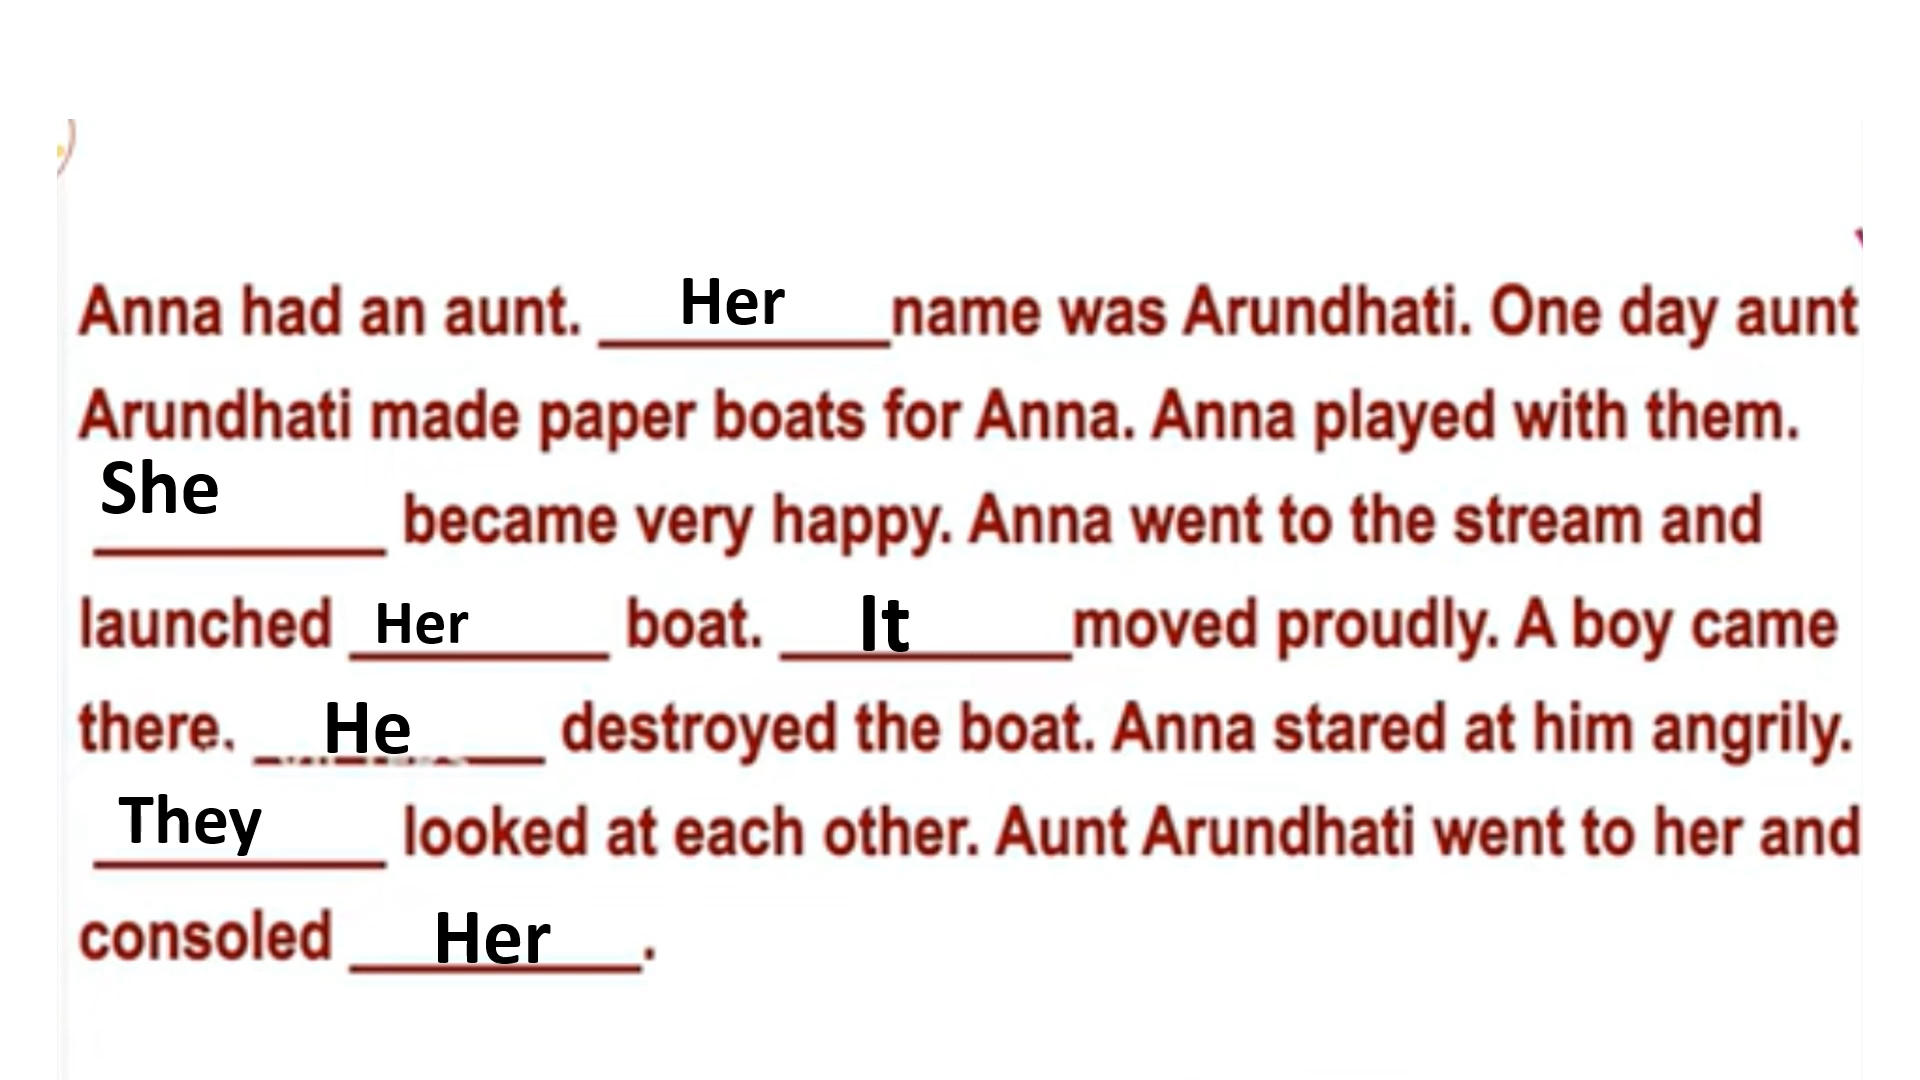 Anna had an aunt. Her name was Arundhati. One day aunt
Arundhati made paper boats for Anna. Anna played with them.
She became very happy. Anna went to the stream and
launched Her boat. It moved proudly. A boy came
there. He destroyed the boat. Anna stared at him angrily.
They looked at each other. Aunt Arundhati went to her and
consoled Her.